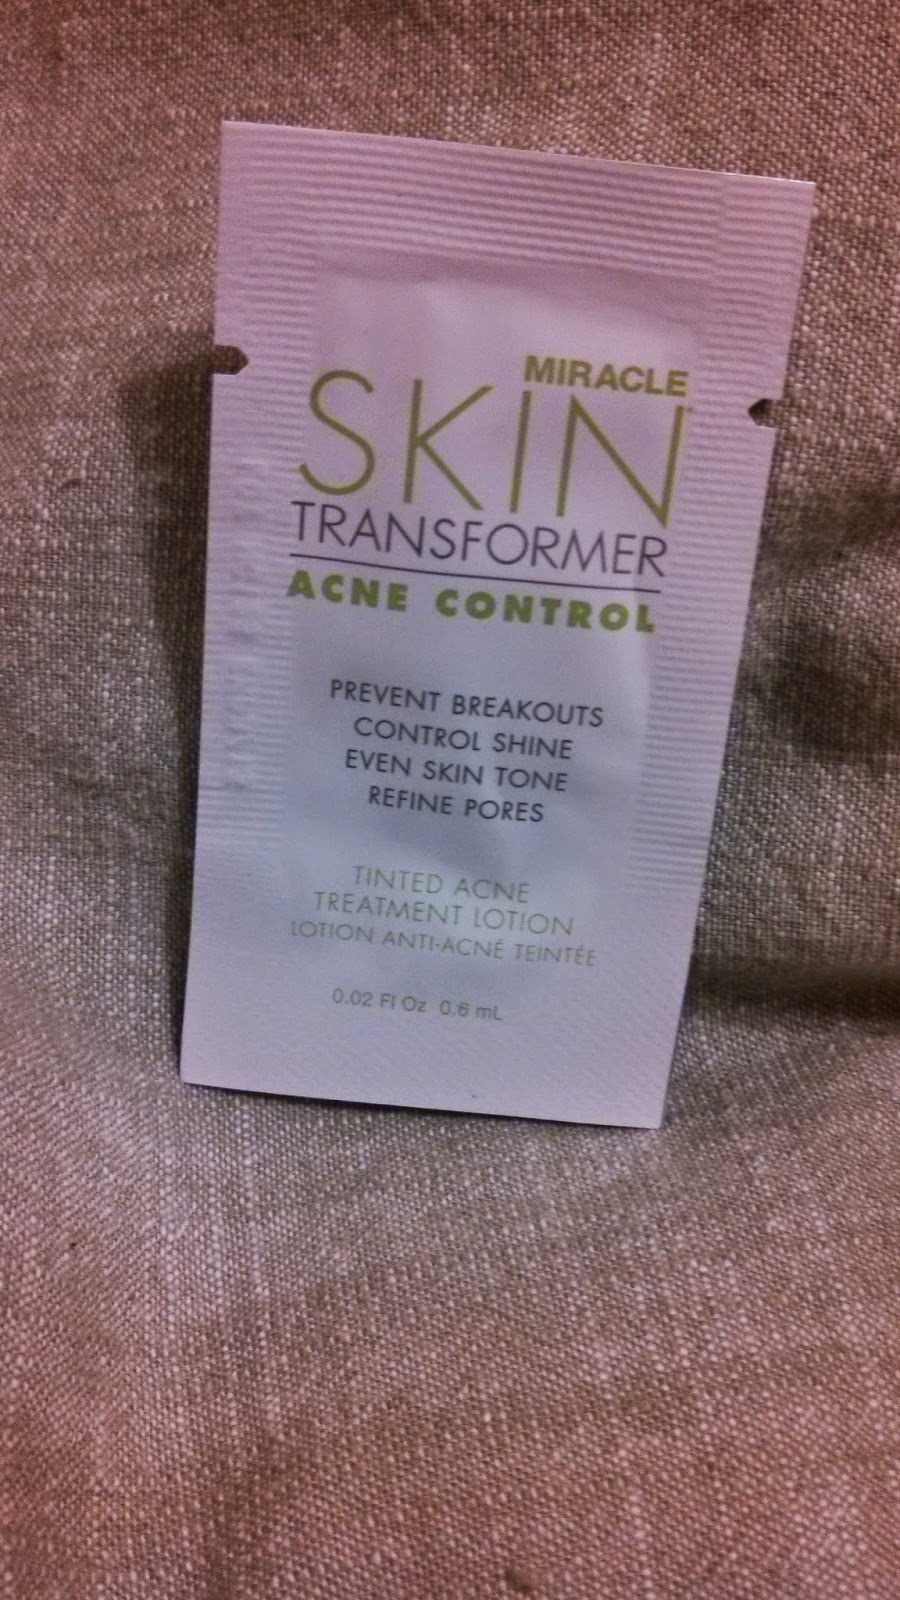 MIRACLE
SKIN
TRANSFORMER
ACNE CONTROL
PREVENT BREAKOUTS
CONTROL SHINE
EVEN SKIN TONE
REFINE PORES
TINTED ACNE
TREATMENT LOTION
LOTION ANTI-ACNÉ TEINTÉE
0.02 Fl Oz 0.6 mL